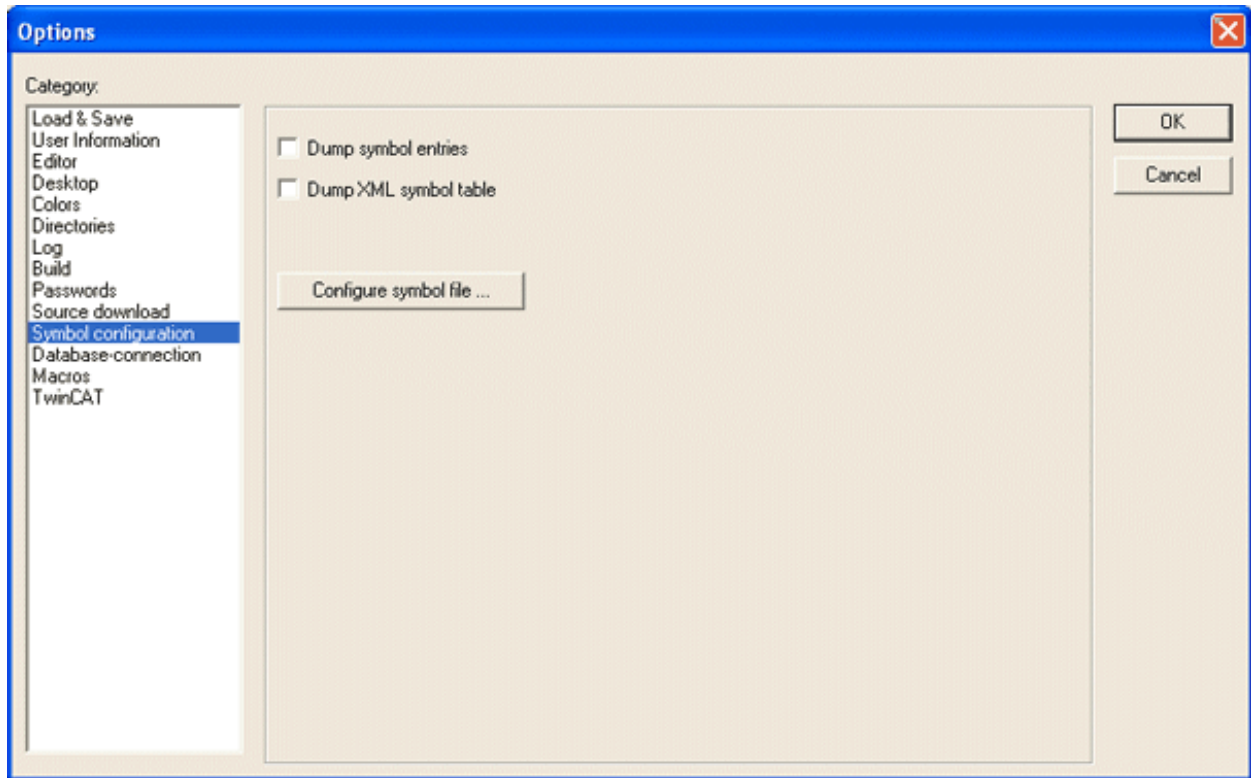 Options
Category:
Load & Save
User Information
Editor
Desktop
Colors
Directories
Log
Build
Passwords
Source download
Symbol configuration
Database-connection
Macros
TwinCAT
Dump symbol entries
Dump XML symbol table
Configure symbol file ...
OK
Cancel